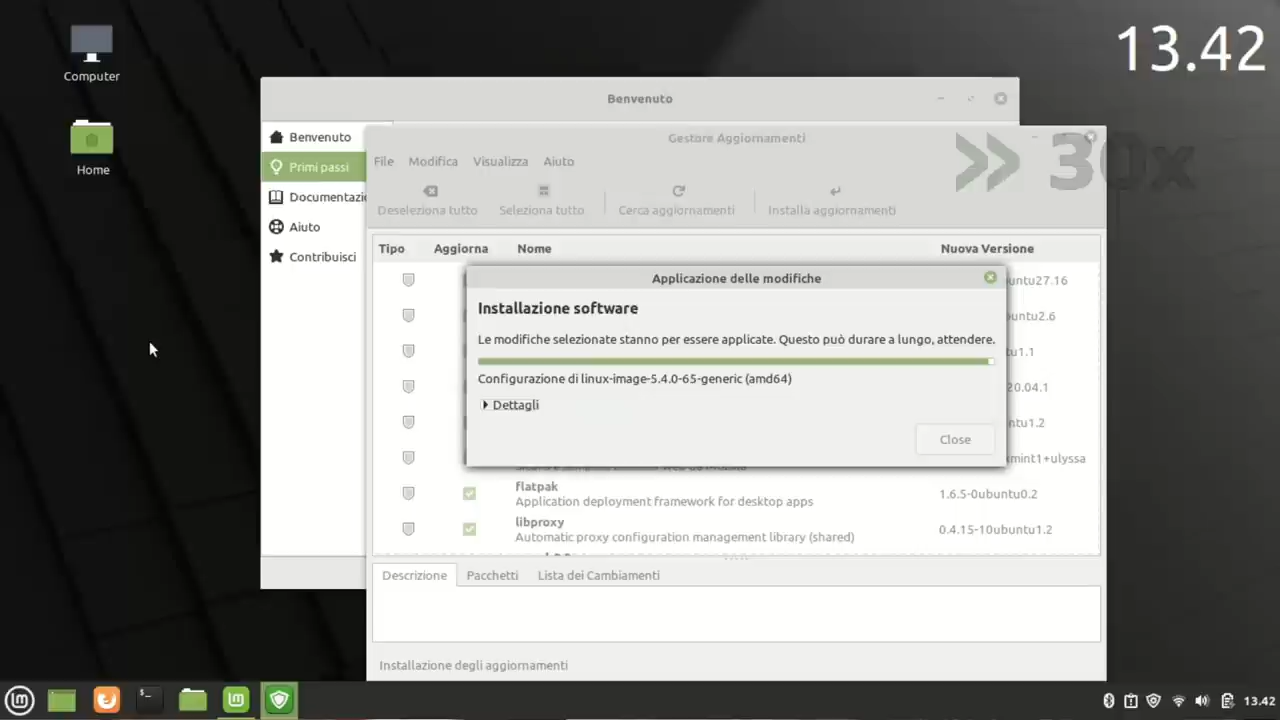 13.42
Computer
Home
Benvenuto
Benvenuto
Primi passi
Documentazi
Aiuto
Contribuisci
Gestore Aggiornamenti
30x
File Modifica Visualizza Aiuto
Deseleziona tutto Seleziona tutto Cerca aggiornamenti Installa aggiornamenti
Tipo Aggiorna Nome Nuova Versione
untu27.16
untu2.6
tu1.1
20.04.1
ntu1.2
xmint1+ulyssa
Applicazione delle modifiche
Installazione software
Le modifiche selezionate stanno per essere applicate. Questo può durare a lungo, attendere.
Configurazione di linux-image-5.4.0-65-generic (amd64)
Dettagli
Close
flatpak
Application deployment framework for desktop apps
1.6.5-0ubuntu0.2
libproxy
Automatic proxy configuration management library (shared)
0.4.15-10ubuntu1.2
Descrizione Pacchetti Lista dei Cambiamenti
Installazione degli aggiornamenti
13.42